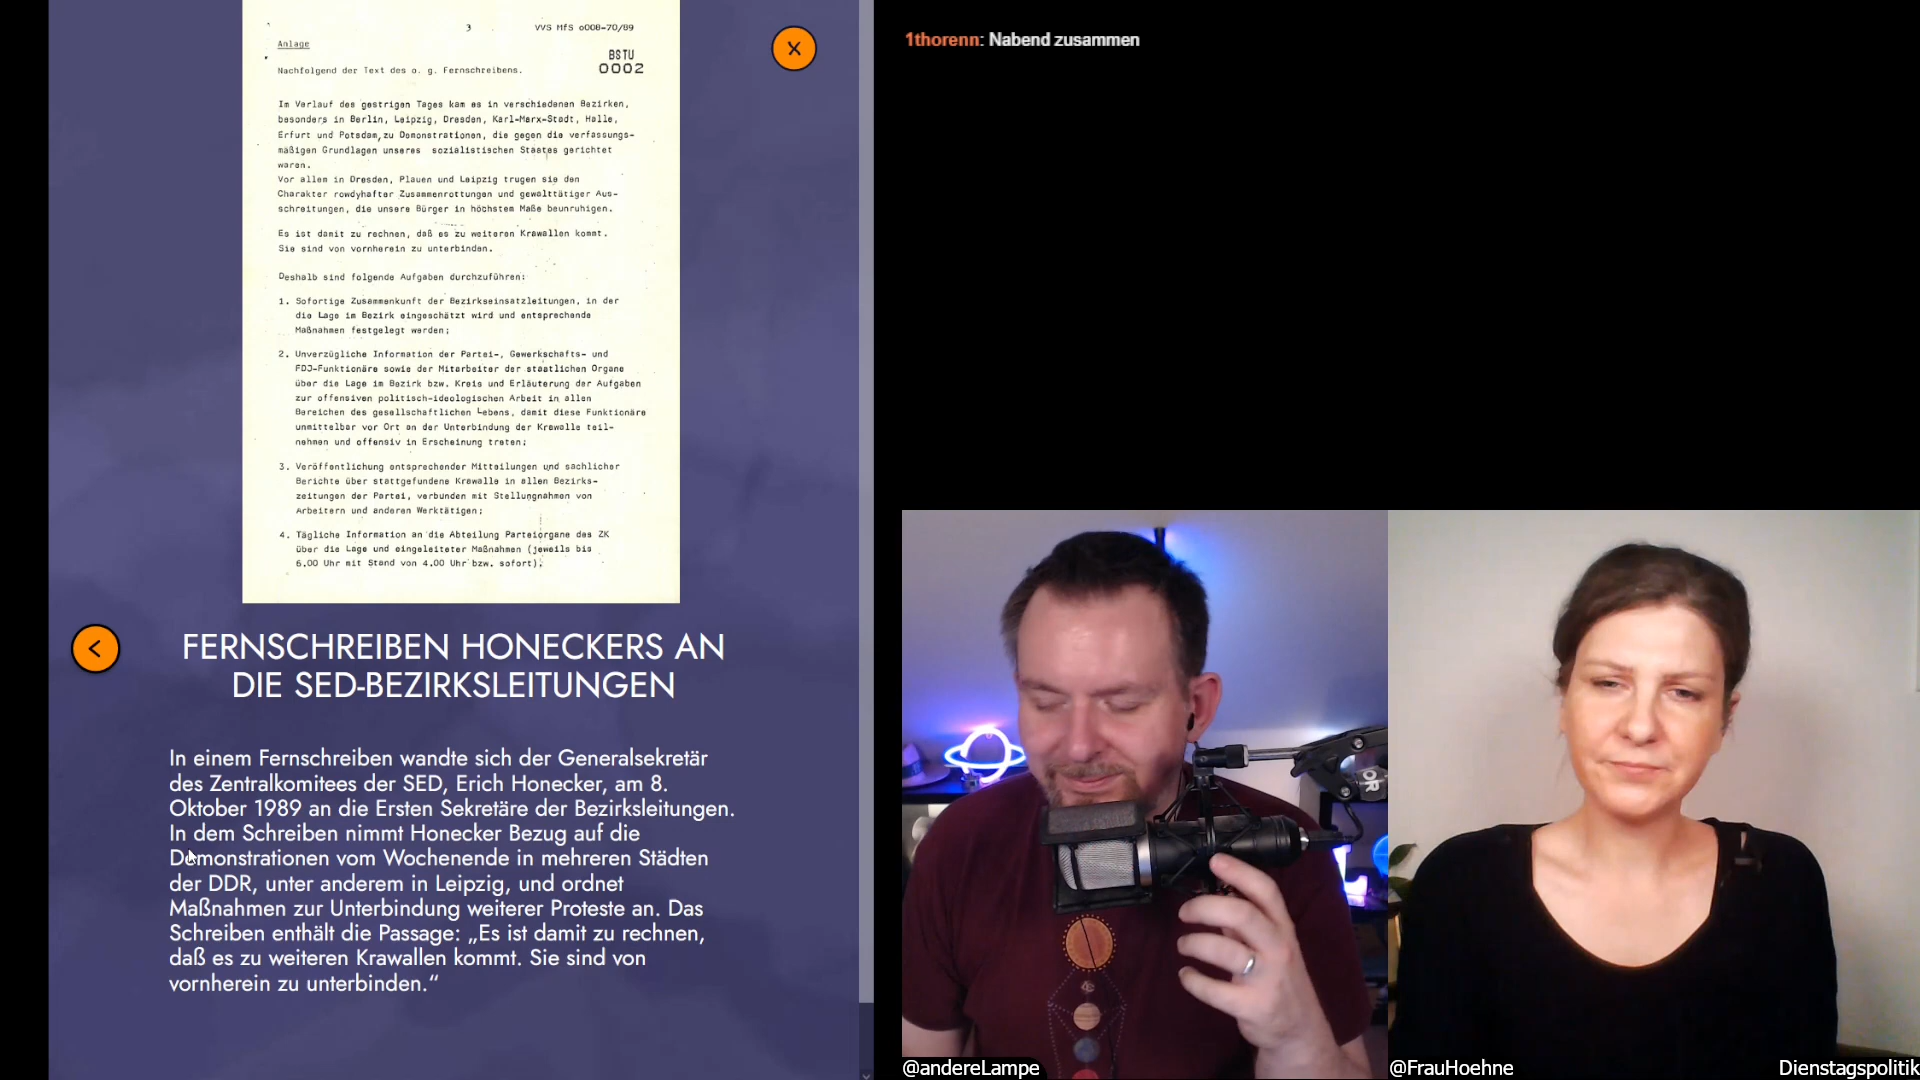 3
VVS MfS o008-70/89
Anlage
BSTU
0002
Nachfolgend der Text des o. g. Fernschreibens.
Im Verlauf des gestrigen Tages kam es in verschiedenen Bezirken,
besonders in Berlin, Leipzig, Dresden, Karl-Marx-Stadt, Halle,
Erfurt und Potsdam, zu Demonstrationen, die gegen die verfassungs-
mäßigen Grundlagen unseres sozialistischen Staates gerichtet
waren.
Vor allem in Dresden, Plauen und Leipzig trugen sie den
Charakter rowdyhafter Zusammenrottungen und gewalttätiger Aus-
schreitungen, die unsere Bürger in höchstem Maße beunruhigen.
Es ist damit zu rechnen, daß es zu weiteren Krawallen kommt.
Sie sind von vornherein zu unterbinden.
Deshalb sind folgende Aufgaben durchzuführen:
1. Sofortige Zusammenkunft der Bezirkseinsatzleitungen, in der
die Lage im Bezirk eingeschätzt wird und entsprechende
Maßnahmen festgelegt werden;
2. Unverzügliche Information der Partei-, Gewerkschafts- und
FDJ-Funktionäre sowie der Mitarbeiter der staatlichen Organe
über die Lage im Bezirk bzw. Kreis und Erläuterung der Aufgaben
zur offensiven politisch-ideologischen Arbeit in allen
Bereichen des gesellschaftlichen Lebens, damit diese Funktionäre
unmittelbar vor Ort an der Unterbindung der Krawalle teil-
nehmen und offensiv in Erscheinung treten;
3. Veröffentlichung entsprechender Mitteilungen und sachlicher
Berichte über stattgefundene Krawalle in allen Bezirks-
zeitungen der Partei, verbunden mit Stellungnahmen von
Arbeitern und anderen Werktätigen;
4. Tägliche Information an die Abteilung Parteiorgane des ZK
über die Lage und eingeleiteter Maßnahmen (jeweils bis
6.00 Uhr mit Stand von 4.00 Uhr bzw. sofort);
FERNSCHREIBEN HONECKERS AN
DIE SED-BEZIRKSLEITUNGEN
In einem Fernschreiben wandte sich der Generalsekretär
des Zentralkomitees der SED, Erich Honecker, am 8.
Oktober 1989 an die Ersten Sekretäre der Bezirksleitungen.
In dem Schreiben nimmt Honecker Bezug auf die
Demonstrationen vom Wochenende in mehreren Städten
der DDR, unter anderem in Leipzig, und ordnet
Maßnahmen zur Unterbindung weiterer Proteste an. Das
Schreiben enthält die Passage: „Es ist damit zu rechnen,
daß es zu weiteren Krawallen kommt. Sie sind von
vornherein zu unterbinden.“
1thorenn: Nabend zusammen
@andereLampe
@FrauHoehne
Dienstagspolitik